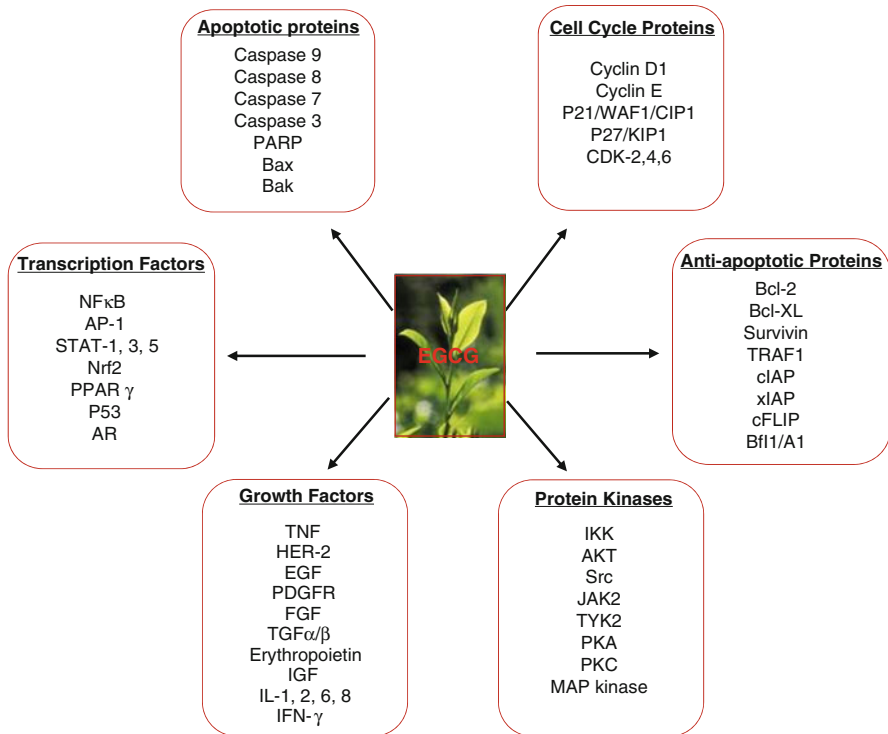 Apoptotic proteins
Caspase 9
Caspase 8
Caspase 7
Caspase 3
PARP
Bax
Bak
Cell Cycle Proteins
Cyclin D1
Cyclin E
P21/WAF1/CIP1
P27/KIP1
CDK-2,4,6
Transcription Factors
NFκB
AP-1
STAT-1, 3, 5
Nrf2
PPAR γ
P53
AR
EGCG
Anti-apoptotic Proteins
Bcl-2
Bcl-XL
Survivin
TRAF1
cIAP
xIAP
cFLIP
Bfl1/A1
Growth Factors
TNF
HER-2
EGF
PDGFR
FGF
TGFα/β
Erythropoietin
IGF
IL-1, 2, 6, 8
IFN- γ
Protein Kinases
IKK
AKT
Src
JAK2
TYK2
PKA
PKC
MAP kinase